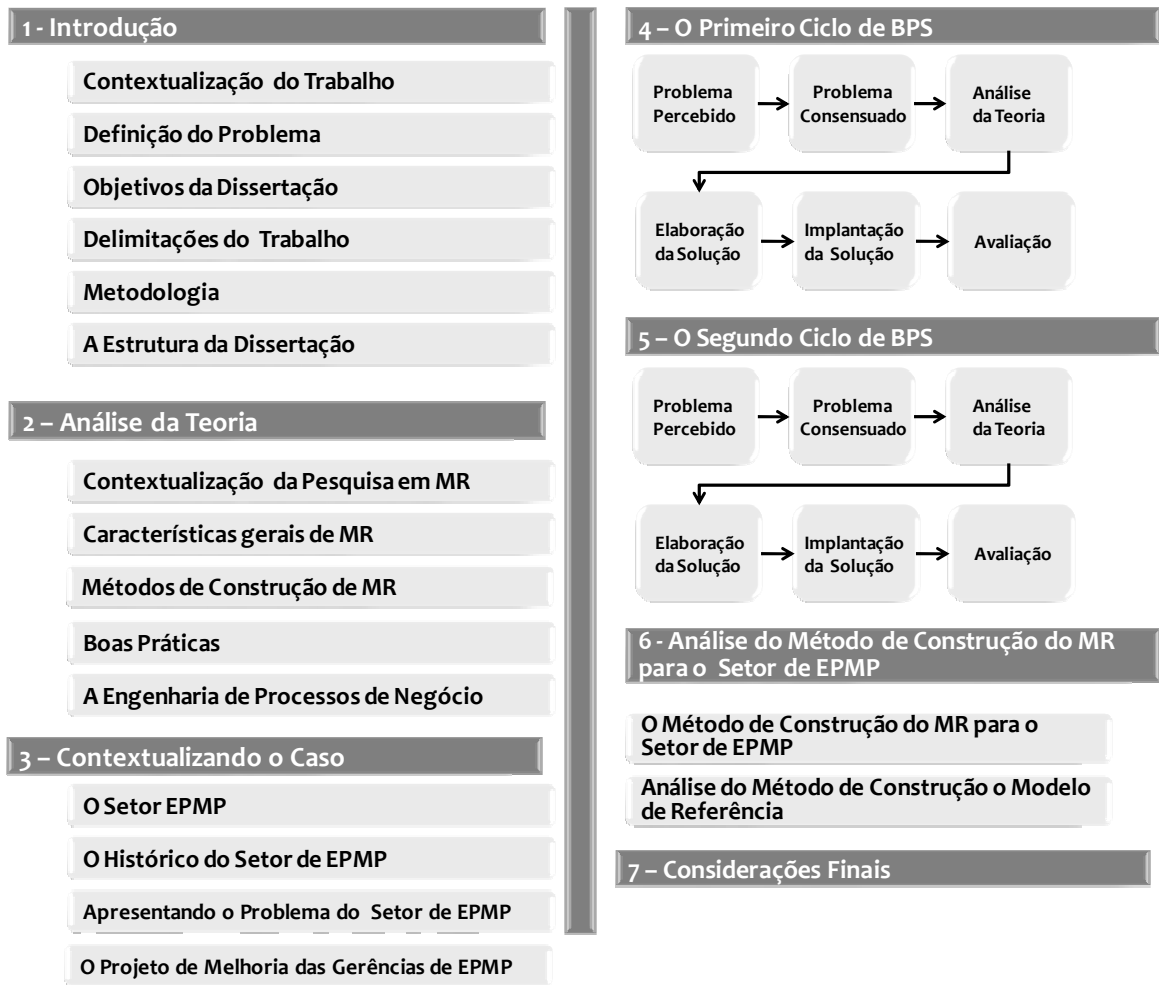 1 - Introdução
Contextualização do Trabalho
Definição do Problema
Objetivos da Dissertação
Delimitações do Trabalho
Metodologia
A Estrutura da Dissertação
2 – Análise da Teoria
Contextualização da Pesquisa em MR
Características gerais de MR
Métodos de Construção de MR
Boas Práticas
A Engenharia de Processos de Negócio
3 – Contextualizando o Caso
O Setor EPMP
O Histórico do Setor de EPMP
Apresentando o Problema do Setor de EPMP
O Projeto de Melhoria das Gerências de EPMP
4 – O Primeiro Ciclo de BPS
Problema
Percebido
Problema
Consensuado
Análise
da Teoria
Elaboração
da Solução
Implantação
da Solução
Avaliação
5 – O Segundo Ciclo de BPS
Problema
Percebido
Problema
Consensuado
Análise
da Teoria
Elaboração
da Solução
Implantação
da Solução
Avaliação
6 - Análise do Método de Construção do MR
para o Setor de EPMP
O Método de Construção do MR para o
Setor de EPMP
Análise do Método de Construção o Modelo
de Referência
7 – Considerações Finais